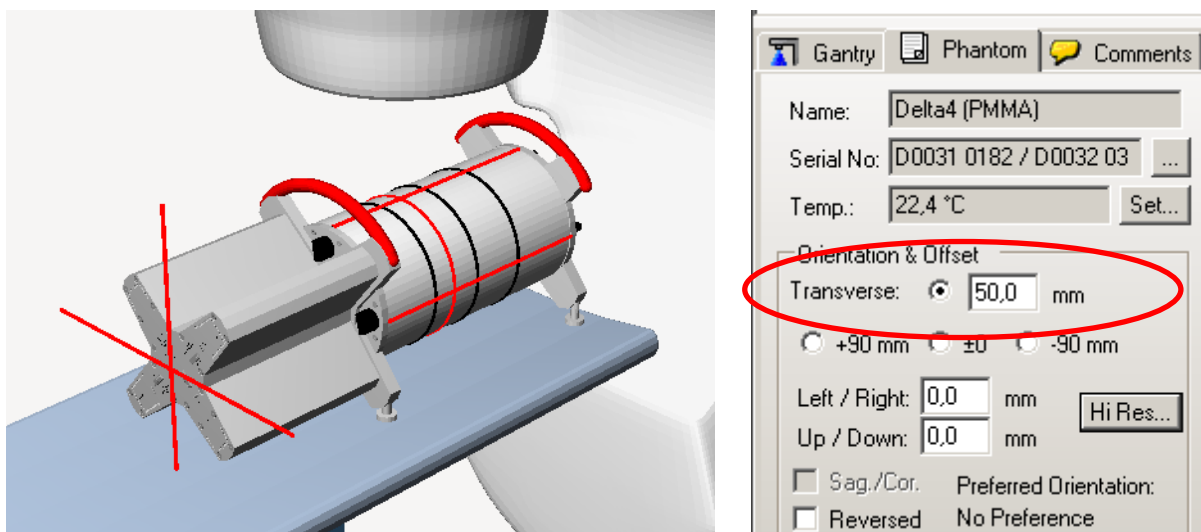 Gantry Phantom Comments
Name: Delta4 (PMMA)
Serial No: D0031 0182 / D0032 03 ...
Temp.: 22,4 °C Set...
Orientation & Offset
Transverse: 50,0 mm
+90 mm ±0 -90 mm
Left / Right: 0,0 mm Hi Res...
Up / Down: 0,0 mm
Sag./Cor. Preferred Orientation:
Reversed No Preference